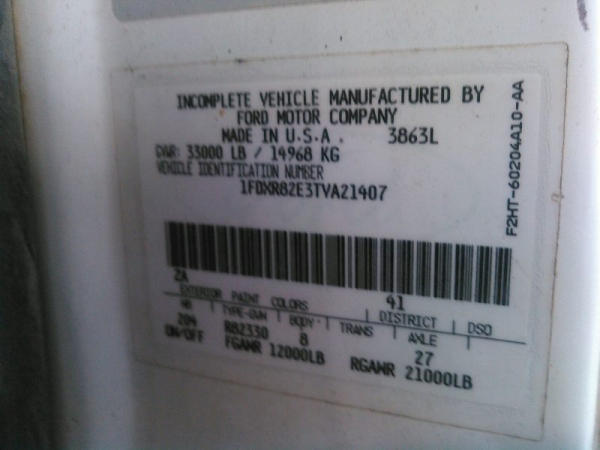 INCOMPLETE VEHICLE MANUFACTURED BY
FORD MOTOR COMPANY
MADE IN U.S.A. 3863L
GVWR: 33000 LB / 14968 KG
VEHICLE IDENTIFICATION NUMBER
1FDXR82E3TVA21407
ZA 41
EXTERIOR PAINT COLORS DISTRICT DSO
WB TYPE-GVW BODY TRANS AXLE
204 R82330 8 27
ON/OFF FGAWR 12000LB RGAWR 21000LB
F2HT-60204A10-AA